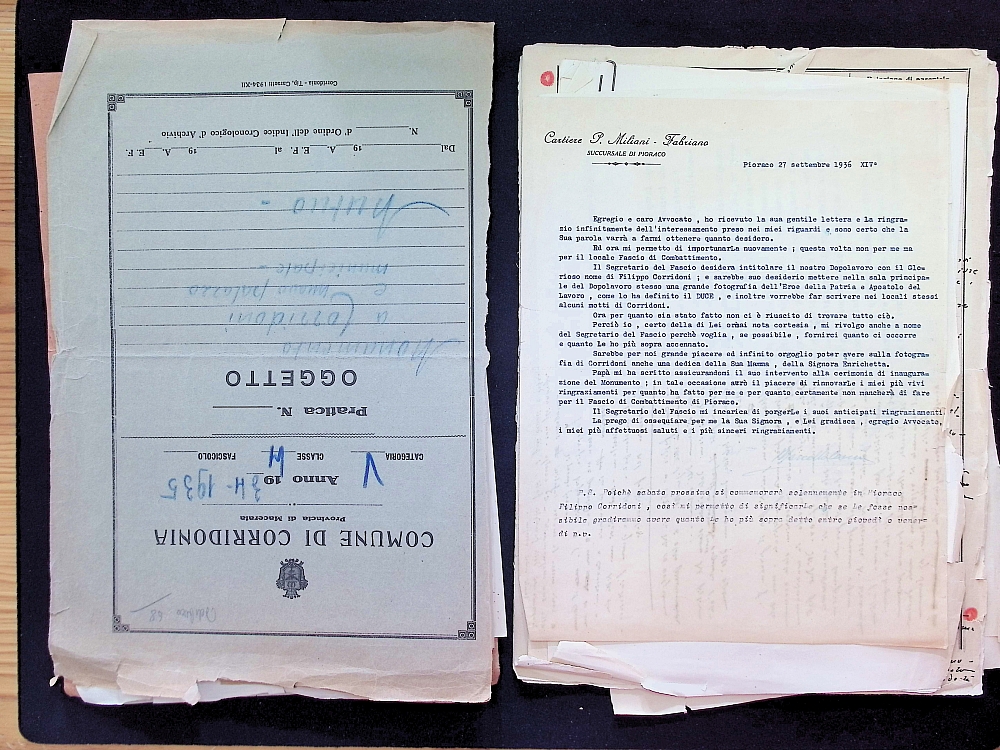 COMUNE DI CORRIDONIA
Provincia di Macerata
Anno 1934-1935
CATEGORIA V CLASSE 4 FASCICOLO
Pratica N.
OGGETTO
Monumento
a Corridoni
municipale -
Dal 19 A. E.F. al 19 A. E.F.
N. d'Ordine dell'Indice Cronologico d'Archivio
Corridonia - Tip. Cavatti 1934-XII
Cartiere P. Miliani - Fabriano
SUCCURSALE DI PIORACO
Pioraco 27 settembre 1936 XIV°
Egregio e caro Avvocato , ho ricevuto la sua gentile lettera e La ringra=
zio infinitamente dell'interessamento preso nei miei riguardi e sono certo che la
Sua parola varrà a farmi ottenere quanto desidero.
Ed ora mi permetto di importunarLa nuovamente ; questa volta non per me ma
per il locale Fascio di Combattimento.
Il Segretario del Fascio desidera intitolare il nostro Dopolavoro con il Glo=
rioso nome di Filippo Corridoni ; e sarebbe suo desiderio mettere nella sala principa=
le del Dopolavoro stesso una grande fotografia dell'Eroe della Patria e Apostolo del
Lavoro , come lo ha definito il DUCE , e inoltre vorrebbe far scrivere nei locali stessi
alcuni motti di Corridoni.
Ora per quanto sia stato fatto non ci è riuscito di trovare tutto ciò.
Perciò io , certo della di Lei ormai nota cortesia , mi rivolgo anche a nome
del Segretario del Fascio perchè voglia , se possibile , fornirci quanto ci occorre
e quanto Le ho più sopra accennato.
Sarebbe per noi grande piacere ed infinito orgoglio poter avere sulla fotogra=
fia di Corridoni anche una dedica della Sua Mamma , della Signora Enrichetta.
Papà mi ha scritto assicurandomi il suo intervento alla cerimonia di inaugura=
zione del Monumento ; in tale occasione avrò il piacere di rinnovarLe i miei più vivi
ringraziamenti per quanto ha fatto per me e per quanto certamente non mancherà di fare
per il Fascio di Combattimento di Pioraco.
Il Segretario del Fascio mi incarica di porgerLe i suoi anticipati ringraziamenti.
La prego di ossequiare per me la Sua Signora , e Lei gradisca , egregio Avvocato,
i miei più affettuosi saluti e i più sinceri ringraziamenti.
P.S. Poichè sabato prossimo si commemorerà solennemente in Pioraco
Filippo Corridoni , così mi permetto di significarLe che se Le fosse pos=
sibile gradiremmo avere quanto Le ho più sopra detto entro giovedì o vener=
dì p.v.